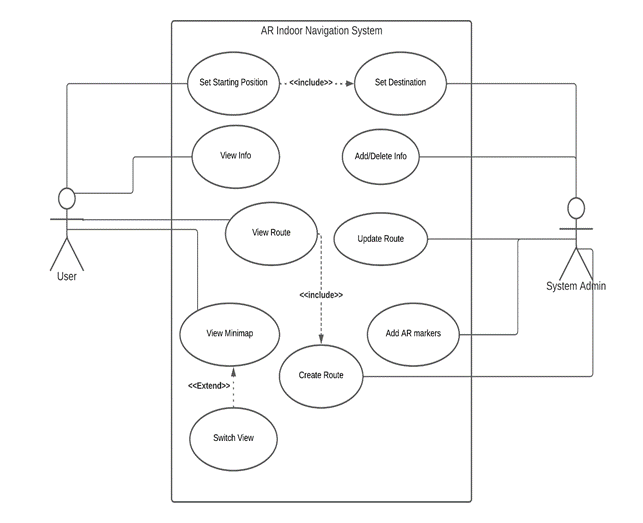 AR Indoor Navigation System
Set Starting Position
<<include>>
Set Destination
View Info
Add/Delete Info
View Route
Update Route
User
System Admin
<<include>>
View Minimap
Add AR markers
Create Route
<<Extend>>
Switch View